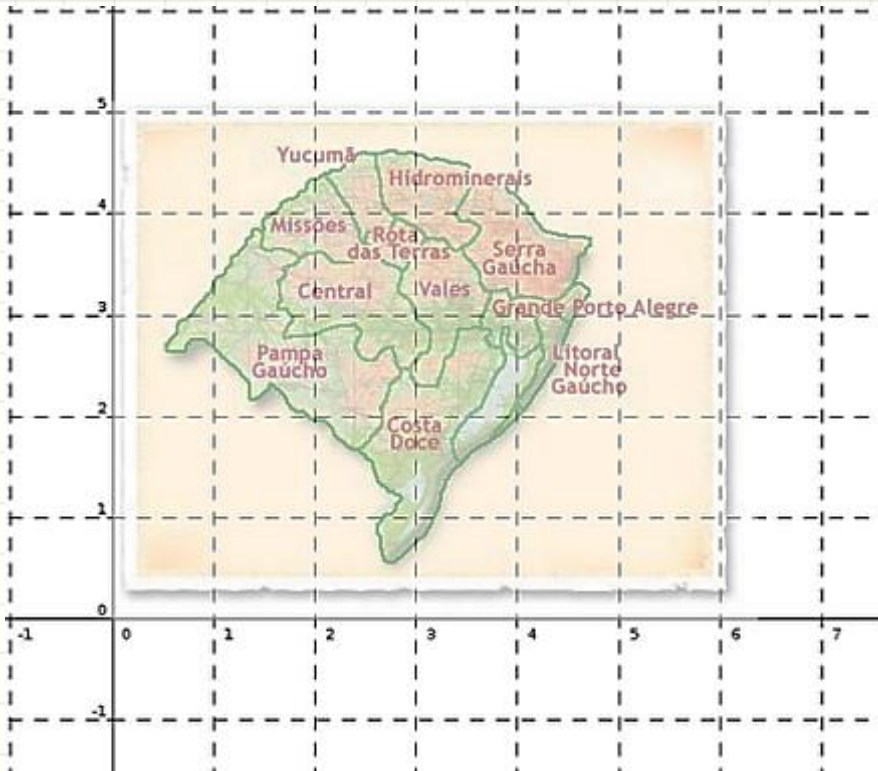 5
Yucumã
Hidrominerais
4
Missões
Rota
das Terras
Serra
Gaúcha
Central
Vales
3
Grande Porto Alegre
Pampa
Gaúcho
Litoral
Norte
Gaúcho
2
Costa
Doce
1
0
-1 0 1 2 3 4 5 6 7
-1